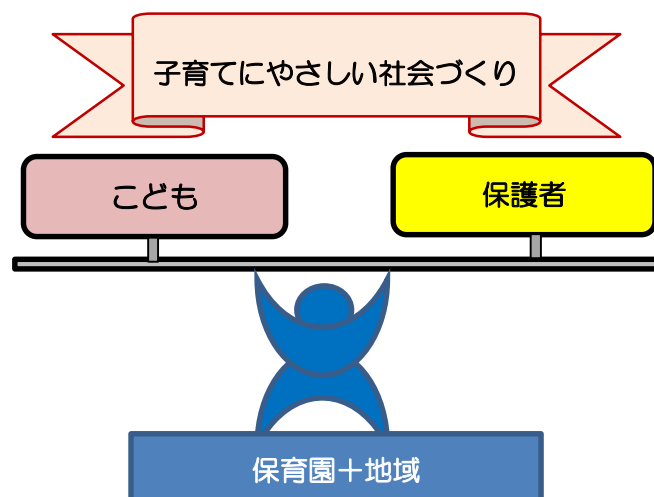 子育てにやさしい社会づくり
こども
保護者
保育園＋地域